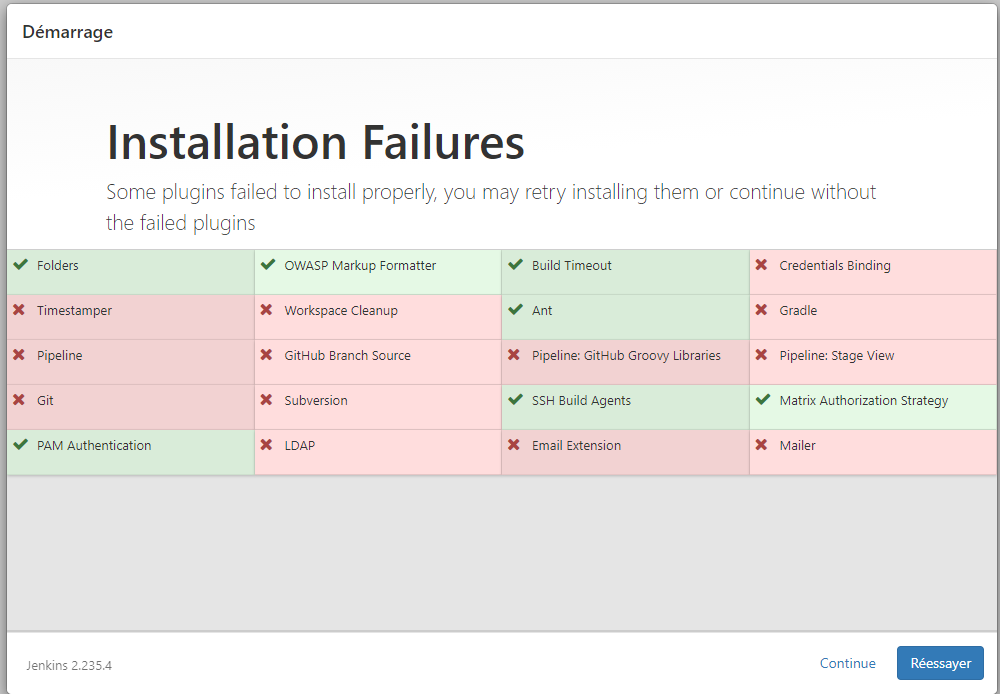 Démarrage
Installation Failures
Some plugins failed to install properly, you may retry installing them or continue without
the failed plugins
Folders
OWASP Markup Formatter
Build Timeout
Credentials Binding
Timestamper
Workspace Cleanup
Ant
Gradle
Pipeline
GitHub Branch Source
Pipeline: GitHub Groovy Libraries
Pipeline: Stage View
Git
Subversion
SSH Build Agents
Matrix Authorization Strategy
PAM Authentication
LDAP
Email Extension
Mailer
Jenkins 2.235.4
Continue
Réessayer